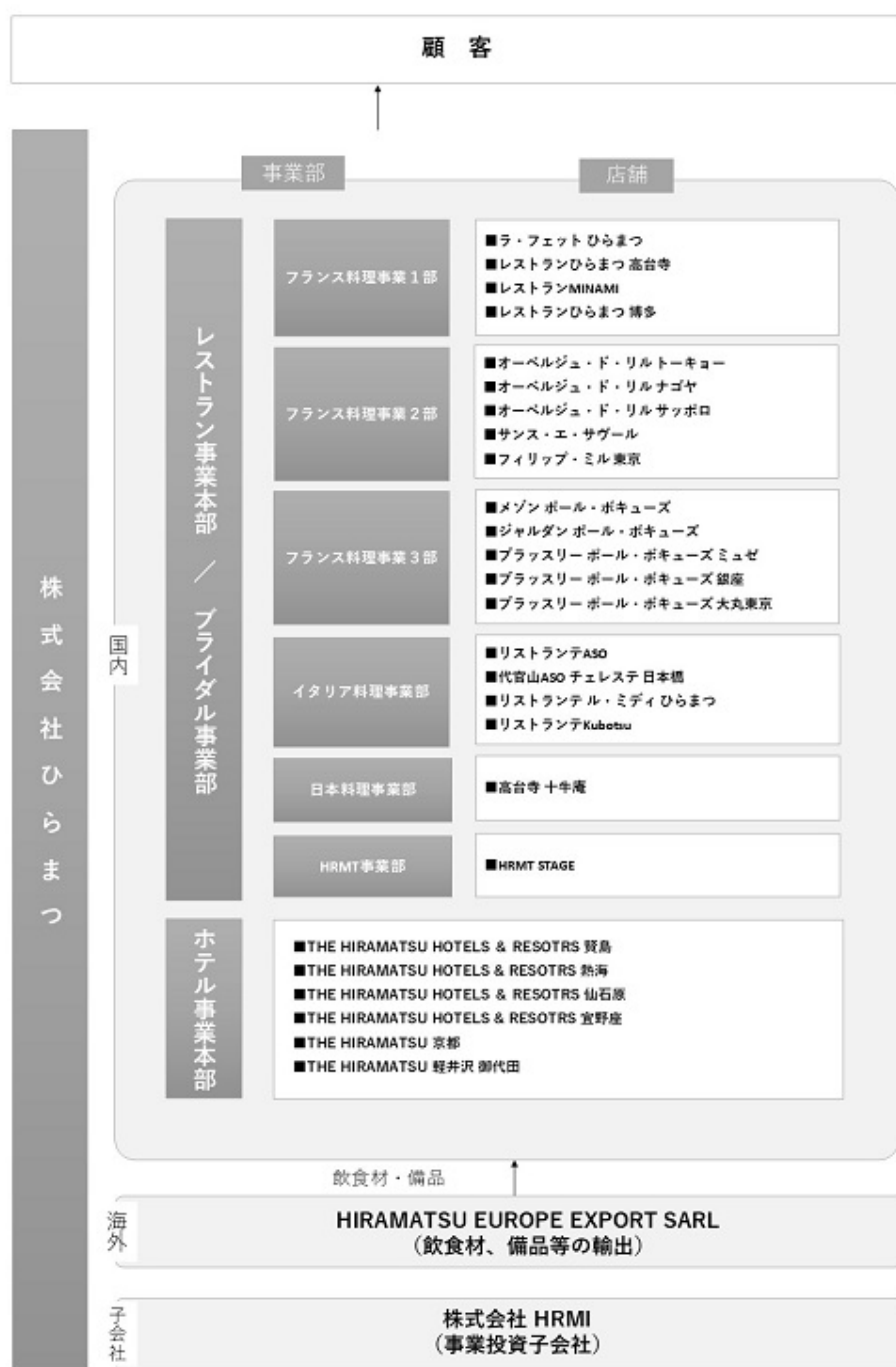 顧 客
事業部
店舗
株式会社ひらまつ
国内
レストラン事業本部 / ブライダル事業部
フランス料理事業1部
■ラ・フェット ひらまつ
■レストランひらまつ 高台寺
■レストランMINAMI
■レストランひらまつ 博多
フランス料理事業2部
■オーベルジュ・ド・リル トーキョー
■オーベルジュ・ド・リル ナゴヤ
■オーベルジュ・ド・リル サッポロ
■サンス・エ・サヴール
■フィリップ・ミル 東京
フランス料理事業3部
■メゾン ポール・ボキューズ
■ジャルダン ポール・ボキューズ
■ブラッスリー ポール・ボキューズ ミュゼ
■ブラッスリー ポール・ボキューズ 銀座
■ブラッスリー ポール・ボキューズ 大丸東京
イタリア料理事業部
■リストランテASO
■代官山ASO チェレステ 日本橋
■リストランテ ル・ミディ ひらまつ
■リストランテKubotsu
日本料理事業部
■高台寺 十牛庵
HRMT事業部
■HRMT STAGE
ホテル事業本部
■THE HIRAMATSU HOTELS & RESOTRS 賢島
■THE HIRAMATSU HOTELS & RESOTRS 熱海
■THE HIRAMATSU HOTELS & RESOTRS 仙石原
■THE HIRAMATSU HOTELS & RESOTRS 宜野座
■THE HIRAMATSU 京都
■THE HIRAMATSU 軽井沢 御代田
飲食材・備品
海外
HIRAMATSU EUROPE EXPORT SARL
(飲食材、備品等の輸出)
子会社
株式会社 HRMI
(事業投資子会社)